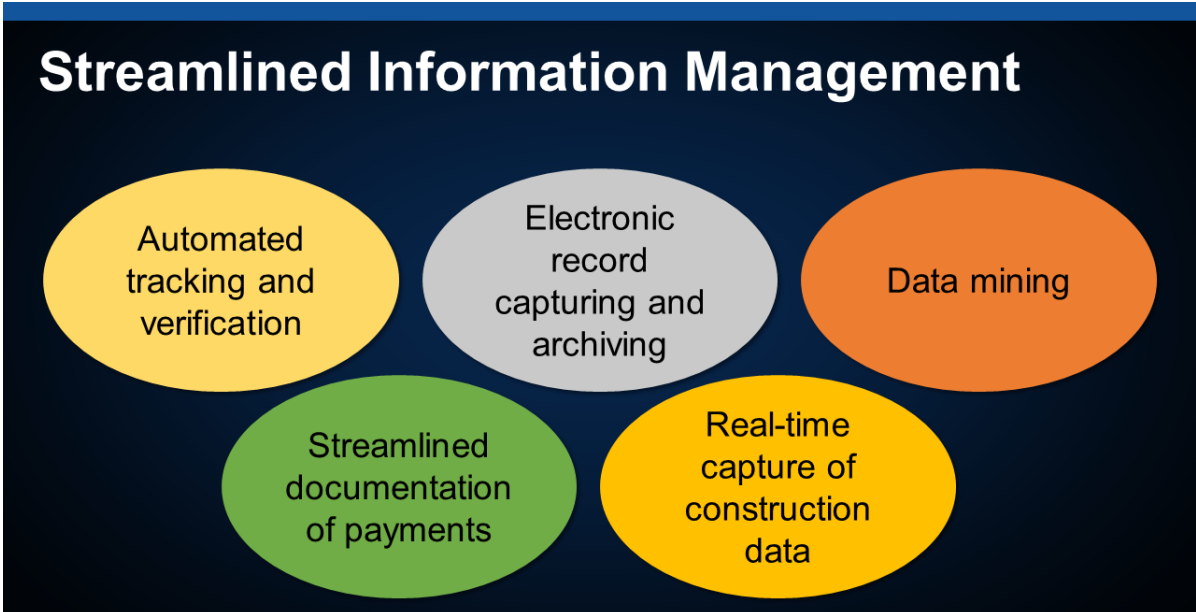 Streamlined Information Management
Automated
tracking and
verification
Electronic
record
capturing and
archiving
Data mining
Streamlined
documentation
of payments
Real-time
capture of
construction
data